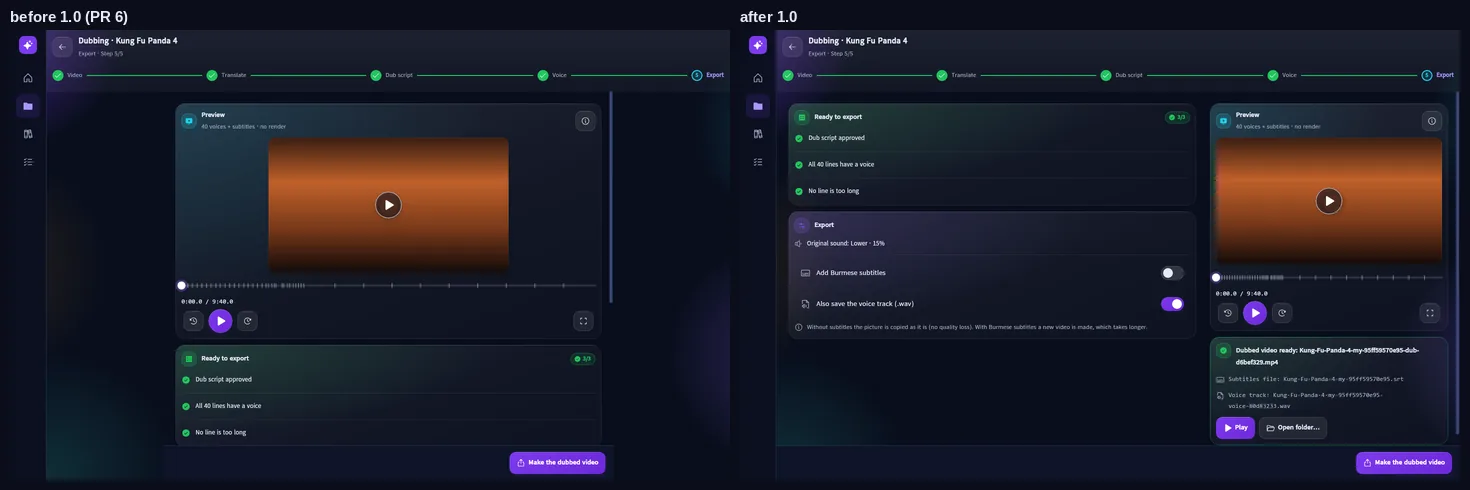 before 1.0 (PR 6)
Dubbing · Kung Fu Panda 4
Export · Step 5/5
Video
Translate
Dub script
Voice
5 Export
Preview
40 voices + subtitles · no render
0:00.0 / 9:40.0
Ready to export
3/3
Dub script approved
All 40 lines have a voice
No line is too long
Make the dubbed video
after 1.0
Dubbing · Kung Fu Panda 4
Export · Step 5/5
Video
Translate
Dub script
Voice
5 Export
Ready to export
3/3
Dub script approved
All 40 lines have a voice
No line is too long
Export
Original sound: Lower · 15%
Add Burmese subtitles
Also save the voice track (.wav)
Without subtitles the picture is copied as it is (no quality loss). With Burmese subtitles a new video is made, which takes longer.
Preview
40 voices + subtitles · no render
0:00.0 / 9:40.0
Dubbed video ready: Kung-Fu-Panda-4-my-95ff59570e95-dub-
d6bef329.mp4
Subtitles file: Kung-Fu-Panda-4-my-95ff59570e95.srt
Voice track: Kung-Fu-Panda-4-my-95ff59570e95-
voice-80d83233.wav
Play
Open folder...
Make the dubbed video